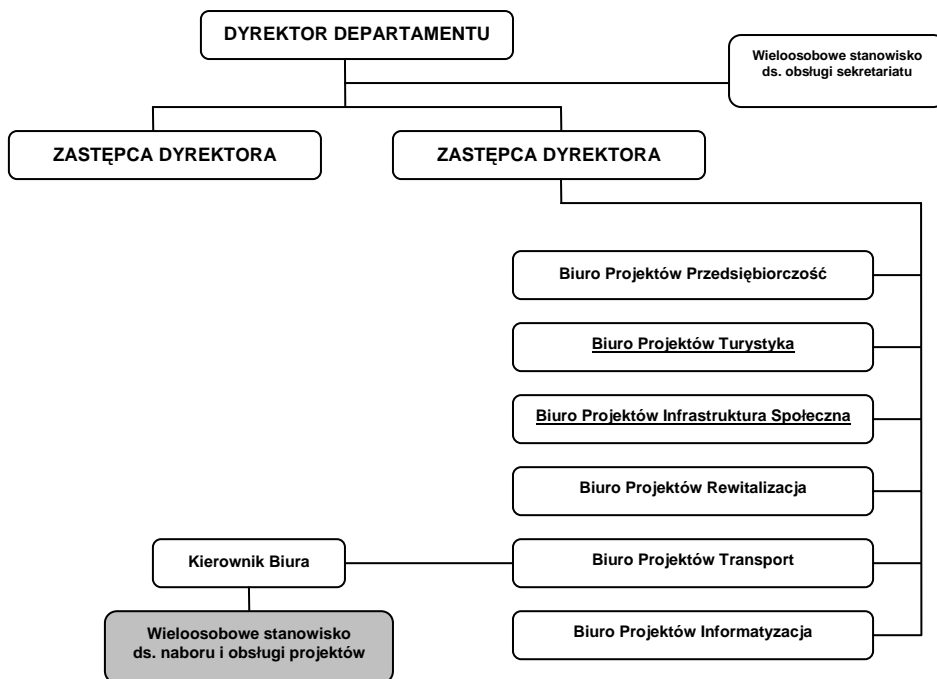 DYREKTOR DEPARTAMENTU
Wieloosobowe stanowisko
ds. obsługi sekretariatu
ZASTĘPCA DYREKTORA
ZASTĘPCA DYREKTORA
Biuro Projektów Przedsiębiorczość
Biuro Projektów Turystyka
Biuro Projektów Infrastruktura Społeczna
Biuro Projektów Rewitalizacja
Kierownik Biura
Biuro Projektów Transport
Wieloosobowe stanowisko
ds. naboru i obsługi projektów
Biuro Projektów Informatyzacja